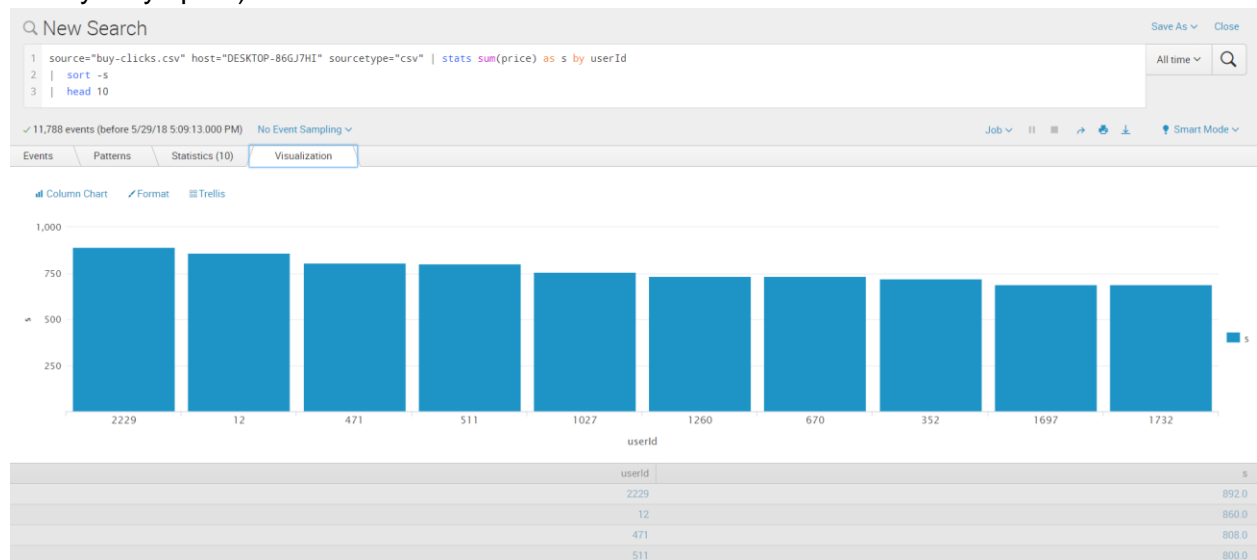 New Search
Save As Close
1 source="buy-clicks.csv" host="DESKTOP-86GJ7HI" sourcetype="csv" | stats sum(price) as s by userId
2 | sort -s
3 | head 10
All time
✓ 11,788 events (before 5/29/18 5:09:13.000 PM) No Event Sampling
Job Smart Mode
Events Patterns Statistics (10) Visualization
Column Chart Format Trellis
1,000
750
500
250
s
s
2229 12 471 511 1027 1260 670 352 1697 1732
userId
userId s
2229 892.0
12 860.0
471 808.0
511 800.0